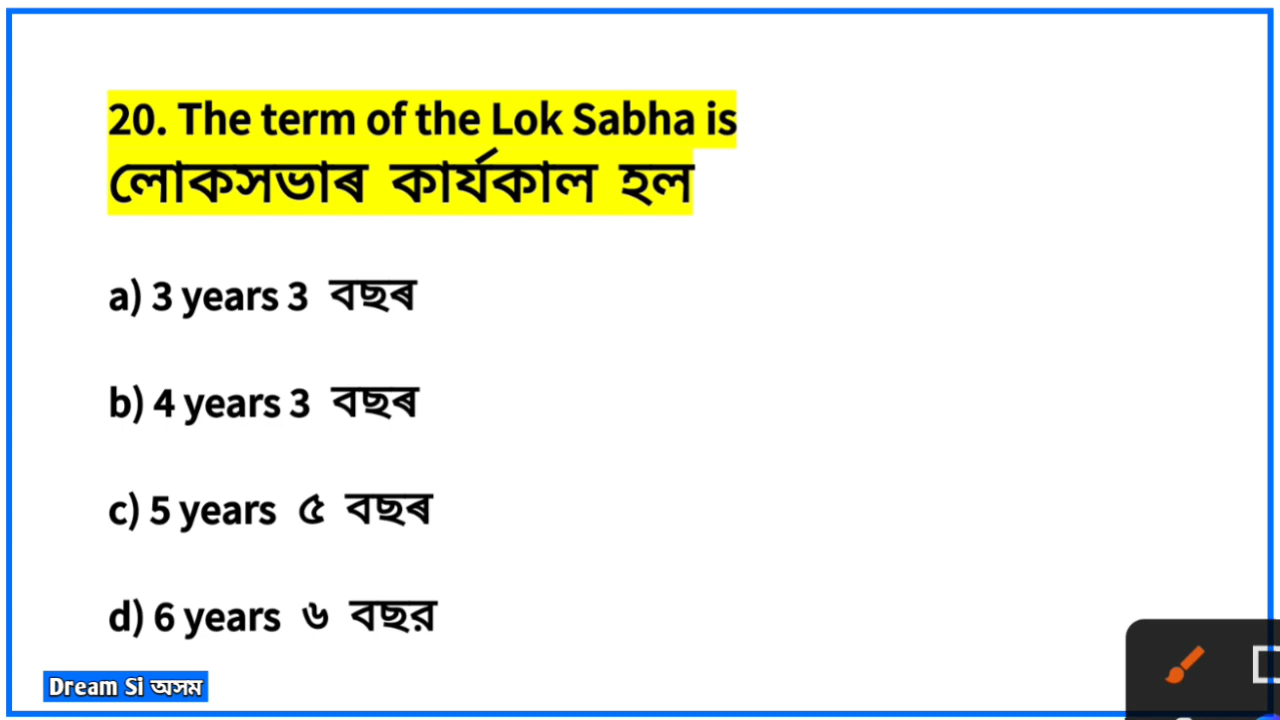 20. The term of the Lok Sabha is
লোকসভাৰ কাৰ্যকাল হল
a) 3 years 3 বছৰ
b) 4 years 3 বছৰ
c) 5 years ৫ বছৰ
d) 6 years ৬ বছর
Dream Si অসম